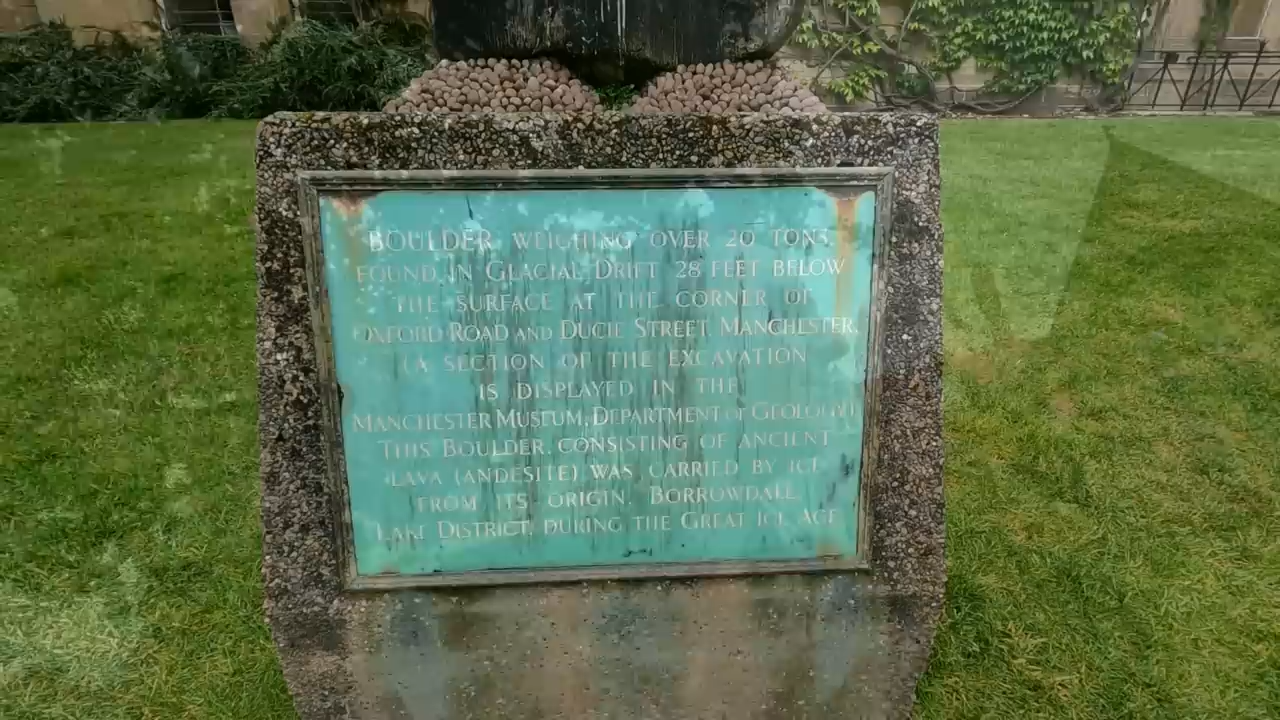 BOULDER WEIGHING OVER 20 TONS.
FOUND IN GLACIAL DRIFT 28 FEET BELOW
THE SURFACE AT THE CORNER OF
OXFORD ROAD AND DUCIE STREET, MANCHESTER.
(A SECTION OF THE EXCAVATION
IS DISPLAYED IN THE
MANCHESTER MUSEUM, DEPARTMENT OF GEOLOGY)
THIS BOULDER, CONSISTING OF ANCIENT
LAVA (ANDESITE) WAS CARRIED BY ICE
FROM ITS ORIGIN, BORROWDALE,
LAKE DISTRICT, DURING THE GREAT ICE AGE